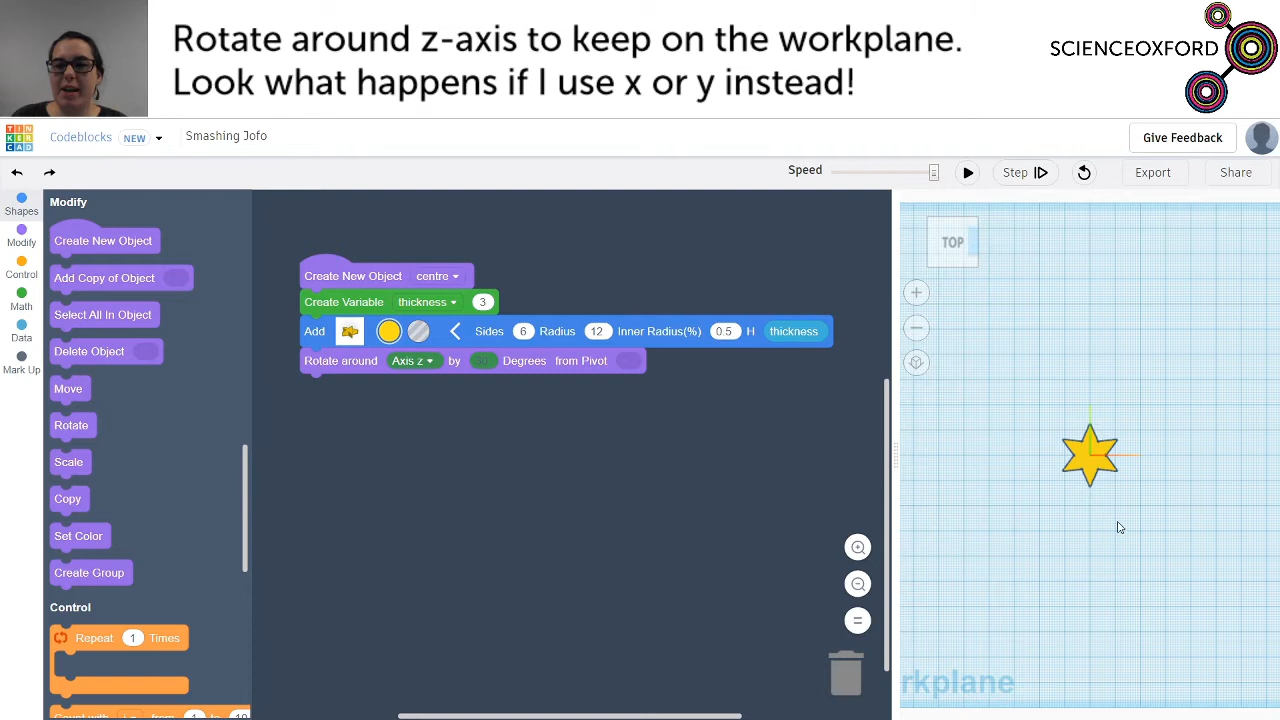 Rotate around z-axis to keep on the workplane.
Look what happens if I use x or y instead!
SCIENCEOXFORD
TIN
KER
CAD
Codeblocks NEW
Smashing Jofo
Give Feedback
Speed
Step
Export
Share
Shapes
Modify
Control
Math
Data
Mark Up
Modify
Create New Object
Add Copy of Object
Select All In Object
Delete Object
Move
Rotate
Scale
Copy
Set Color
Create Group
Control
Repeat 1 Times
Create New Object centre
Create Variable thickness 3
Add Sides 6 Radius 12 Inner Radius(%) 0.5 H thickness
Rotate around Axis z by Degrees from Pivot
TOP
rkplane